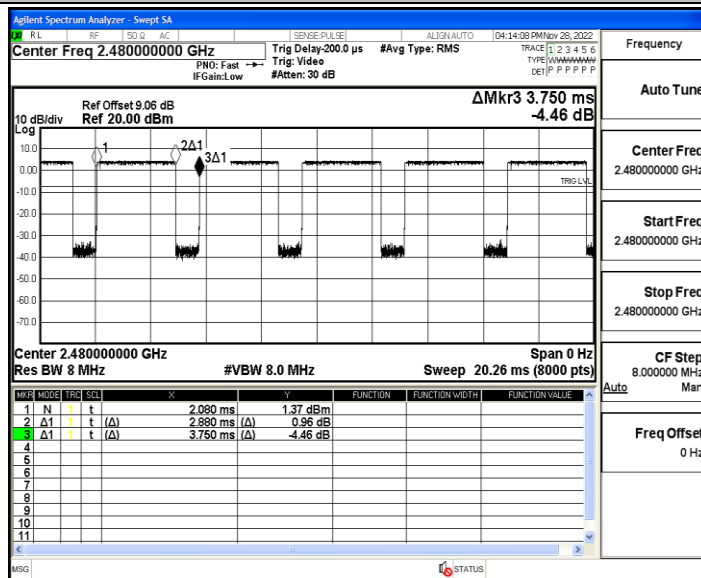 Agilent Spectrum Analyzer - Swept SA
RL RF 50 Ω AC SENSE:PULSE ALIGN AUTO 04:14:08 PM Nov 28, 2022
Center Freq 2.480000000 GHz
PNO: Fast
IFGain:Low
Trig Delay-200.0 µs
Trig: Video
#Atten: 30 dB
#Avg Type: RMS
TRACE 1 2 3 4 5 6
TYPE
DET P P P P P P
Frequency
Auto Tune
Center Freq
2.480000000 GHz
Start Freq
2.480000000 GHz
Stop Freq
2.480000000 GHz
CF Step
8.000000 MHz
Auto Man
Freq Offset
0 Hz
ΔMkr3 3.750 ms
-4.46 dB
Ref Offset 9.06 dB
10 dB/div Ref 20.00 dBm
Log
10.0
0.00
-10.0
-20.0
-30.0
-40.0
-50.0
-60.0
-70.0
1
2Δ1
3Δ1
TRIG LVL
Center 2.480000000 GHz Span 0 Hz
Res BW 8 MHz #VBW 8.0 MHz Sweep 20.26 ms (8000 pts)
MKR MODE TRC SCL X Y FUNCTION FUNCTION WIDTH FUNCTION VALUE
1 N 1 t 2.080 ms 1.37 dBm
2 Δ1 1 t (Δ) 2.880 ms (Δ) 0.96 dB
3 Δ1 1 t (Δ) 3.750 ms (Δ) -4.46 dB
4
5
6
7
8
9
10
11
MSG STATUS